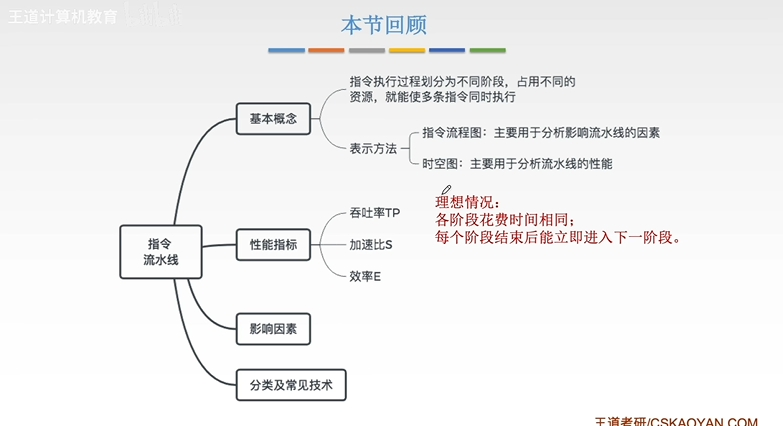 王道计算机教育
本节回顾
指令执行过程划分为不同阶段，占用不同的
资源，就能使多条指令同时执行
基本概念
表示方法
指令流程图：主要用于分析影响流水线的因素
时空图：主要用于分析流水线的性能
理想情况：
各阶段花费时间相同；
每个阶段结束后能立即进入下一阶段。
吞吐率TP
指令
流水线
性能指标
加速比S
效率E
影响因素
分类及常见技术
王道考研/CSKAOYAN.COM